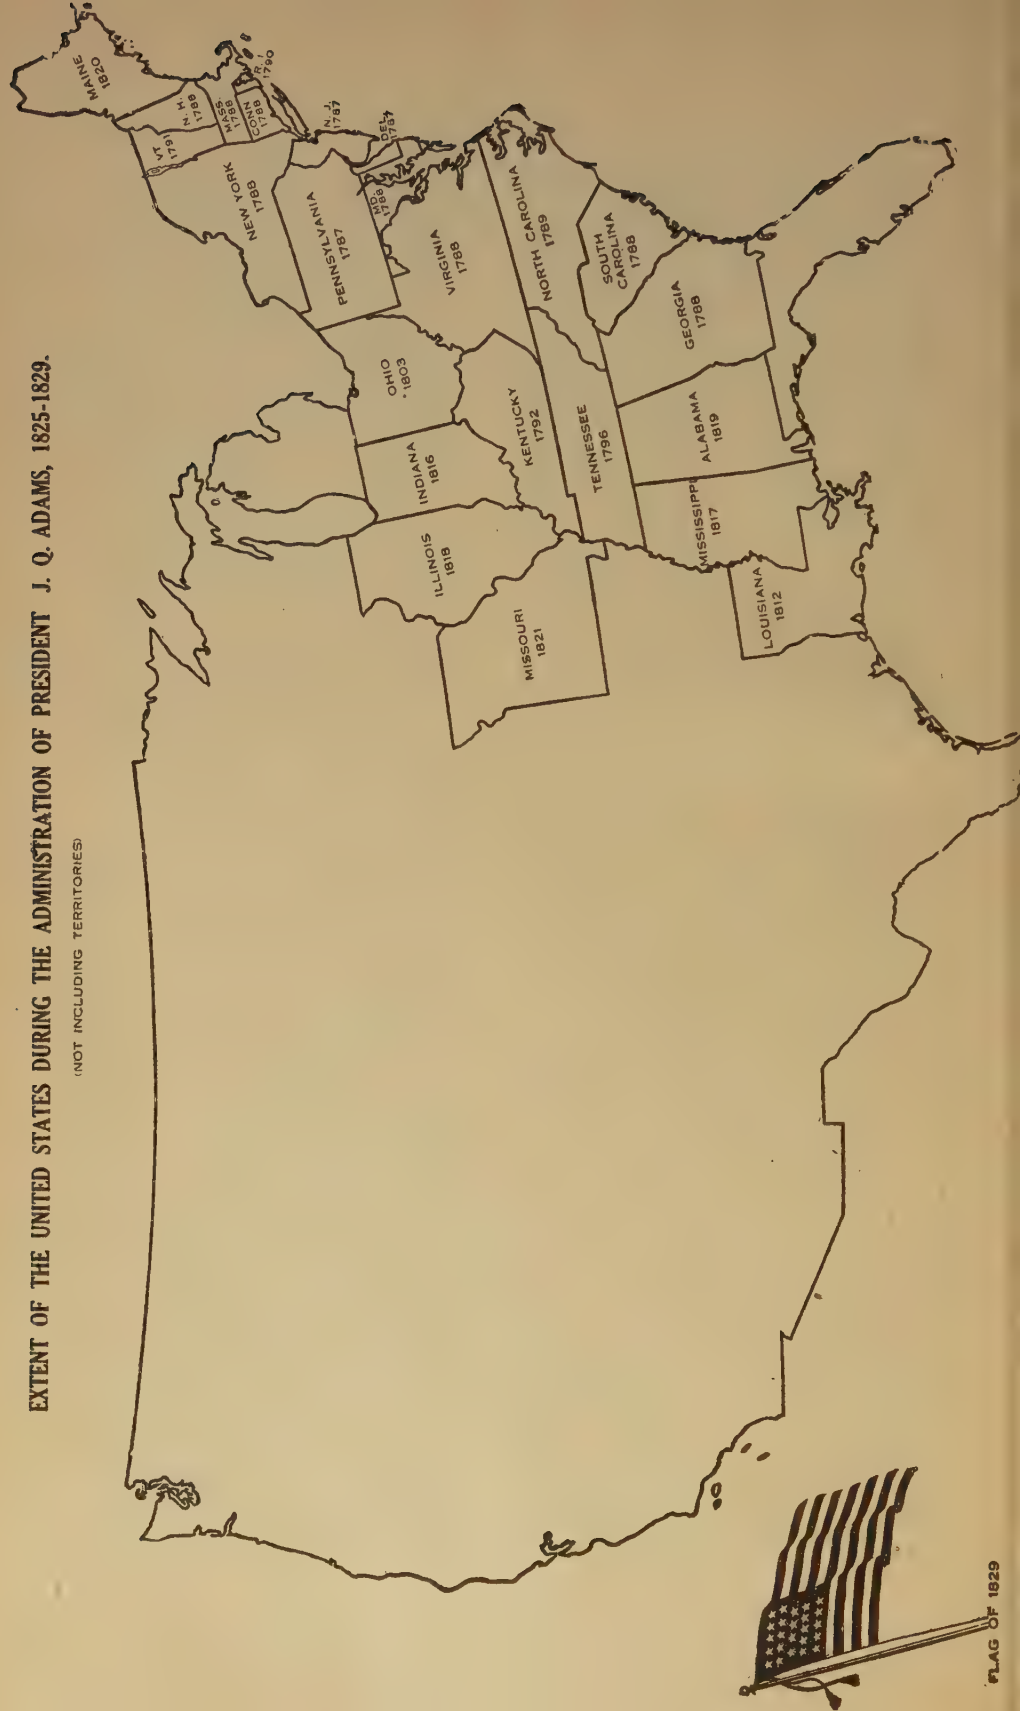 EXTENT OF THE UNITED STATES DURING THE ADMINISTRATION OF PRESIDENT J. Q. ADAMS, 1825-1829.
(NOT INCLUDING TERRITORIES)
MAINE
1820
N. H.
1788
VT
1791
MASS.
1788
CONN
1788
R. I
1790
NEW YORK
1788
N. J.
1787
PENNSYLVANIA
1787
DEL.
1787
MD.
1788
VIRGINIA
1788
OHIO
1803
INDIANA
1816
ILLINOIS
1818
KENTUCKY
1792
NORTH CAROLINA
1789
TENNESSEE
1796
SOUTH
CAROLINA
1788
GEORGIA
1788
ALABAMA
1819
MISSISSIPPI
1817
MISSOURI
1821
LOUISIANA
1812
FLAG OF 1829